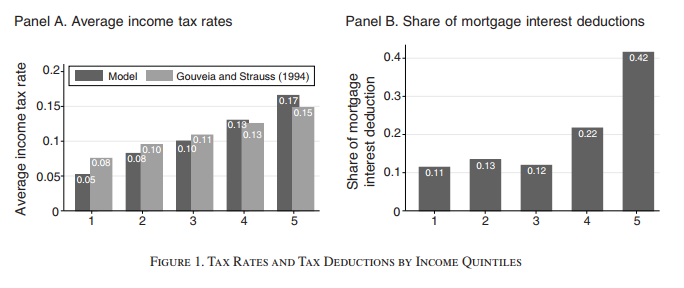 Panel A. Average income tax rates
Average income tax rate
0.2
0.15
0.1
0.05
0
Model
Gouveia and Strauss (1994)
0.05
0.08
0.08
0.10
0.10
0.11
0.13
0.13
0.17
0.15
1 2 3 4 5
Panel B. Share of mortgage interest deductions
Share of mortgage
interest deduction
0.4
0.3
0.2
0.1
0
0.11
0.13
0.12
0.22
0.42
1 2 3 4 5
FIGURE 1. TAX RATES AND TAX DEDUCTIONS BY INCOME QUINTILES